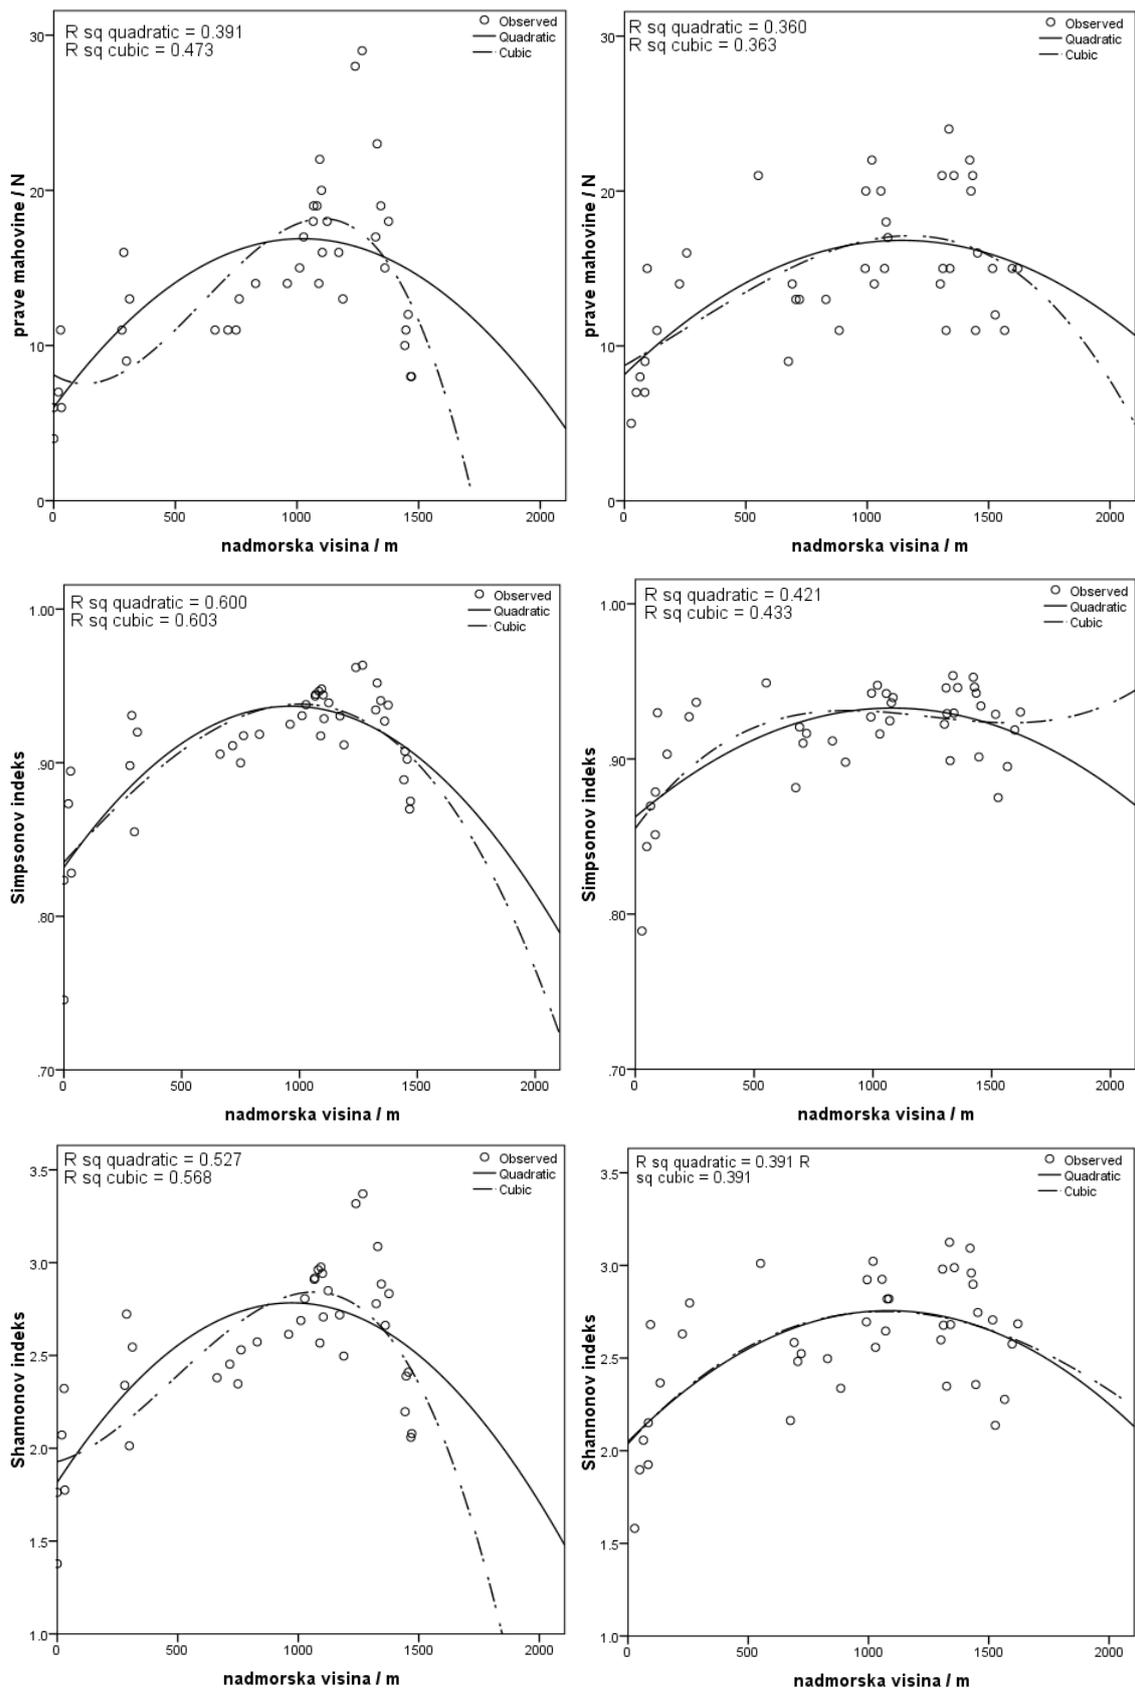 R sq quadratic = 0.391
R sq cubic = 0.473
Observed
Quadratic
Cubic
30
20
10
0
prave mahovine / N
0 500 1000 1500 2000
nadmorska visina / m
R sq quadratic = 0.360
R sq cubic = 0.363
Observed
Quadratic
Cubic
30
20
10
0
prave mahovine / N
0 500 1000 1500 2000
nadmorska visina / m
R sq quadratic = 0.600
R sq cubic = 0.603
Observed
Quadratic
Cubic
1.00
.90
.80
.70
Simpsonov indeks
0 500 1000 1500 2000
nadmorska visina / m
R sq quadratic = 0.421
R sq cubic = 0.433
Observed
Quadratic
Cubic
1.00
.90
.80
.70
Simpsonov indeks
0 500 1000 1500 2000
nadmorska visina / m
R sq quadratic = 0.527
R sq cubic = 0.568
Observed
Quadratic
Cubic
3.5
3.0
2.5
2.0
1.5
1.0
Shannonov indeks
0 500 1000 1500 2000
nadmorska visina / m
R sq quadratic = 0.391 R
sq cubic = 0.391
Observed
Quadratic
Cubic
3.5
3.0
2.5
2.0
1.5
1.0
Shannonov indeks
0 500 1000 1500 2000
nadmorska visina / m